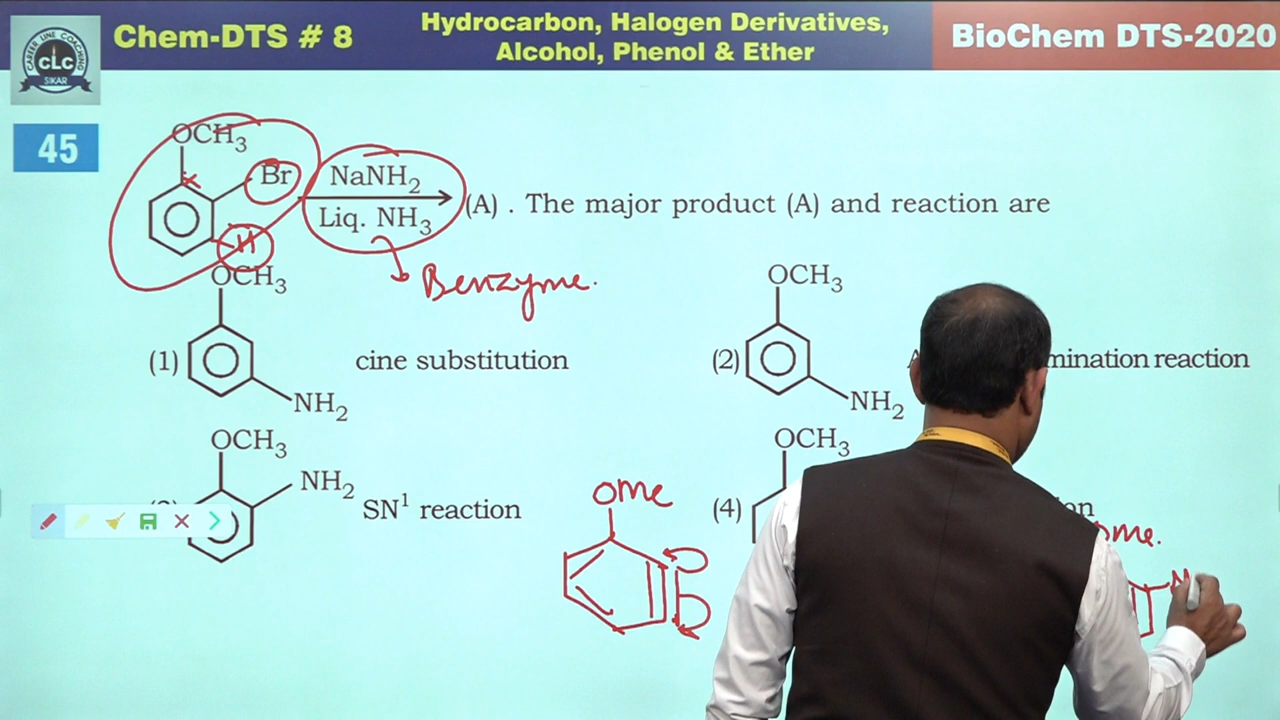 CAREER LINE COACHING
CLC
SIKAR
Chem-DTS # 8
Hydrocarbon, Halogen Derivatives,
Alcohol, Phenol & Ether
BioChem DTS-2020
45
OCH3
Br
H
NaNH2
Liq. NH3
(A) . The major product (A) and reaction are
Benzyme.
OCH3
(1)
NH2
cine substitution
OCH3
(2)
NH2
mination reaction
OCH3
NH2
SN1 reaction
OCH3
(4)
on
OMe
OMe.